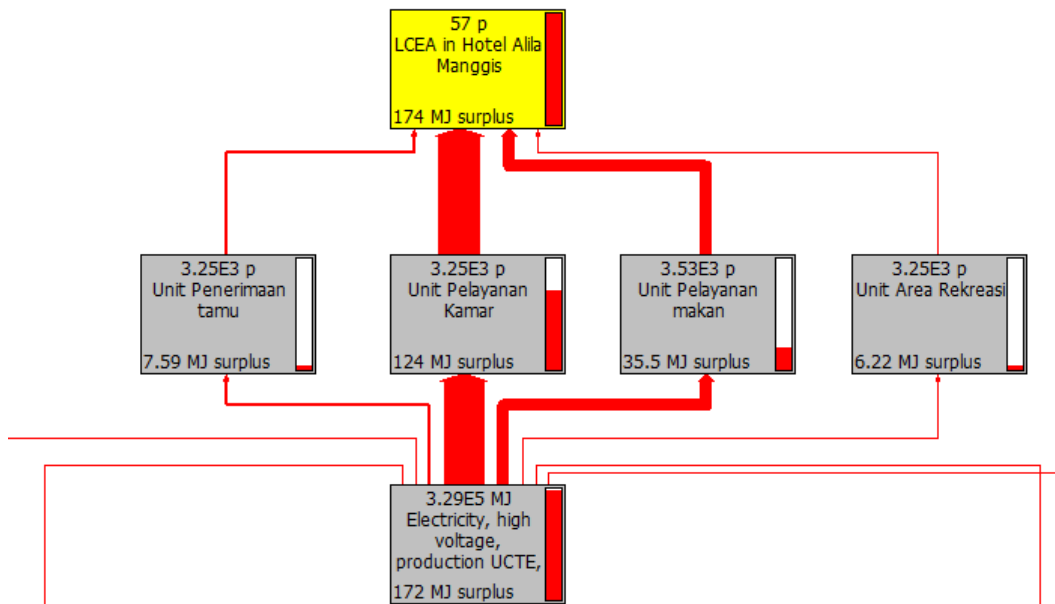 57 p
LCEA in Hotel Alila
Manggis
174 MJ surplus
3.25E3 p
Unit Penerimaan
tamu
7.59 MJ surplus
3.25E3 p
Unit Pelayanan
Kamar
124 MJ surplus
3.53E3 p
Unit Pelayanan
makan
35.5 MJ surplus
3.25E3 p
Unit Area Rekreasi
6.22 MJ surplus
3.29E5 MJ
Electricity, high
voltage,
production UCTE,
172 MJ surplus